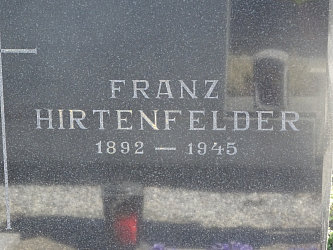 FRANZ
HIRTENFELDER
1892 — 1945